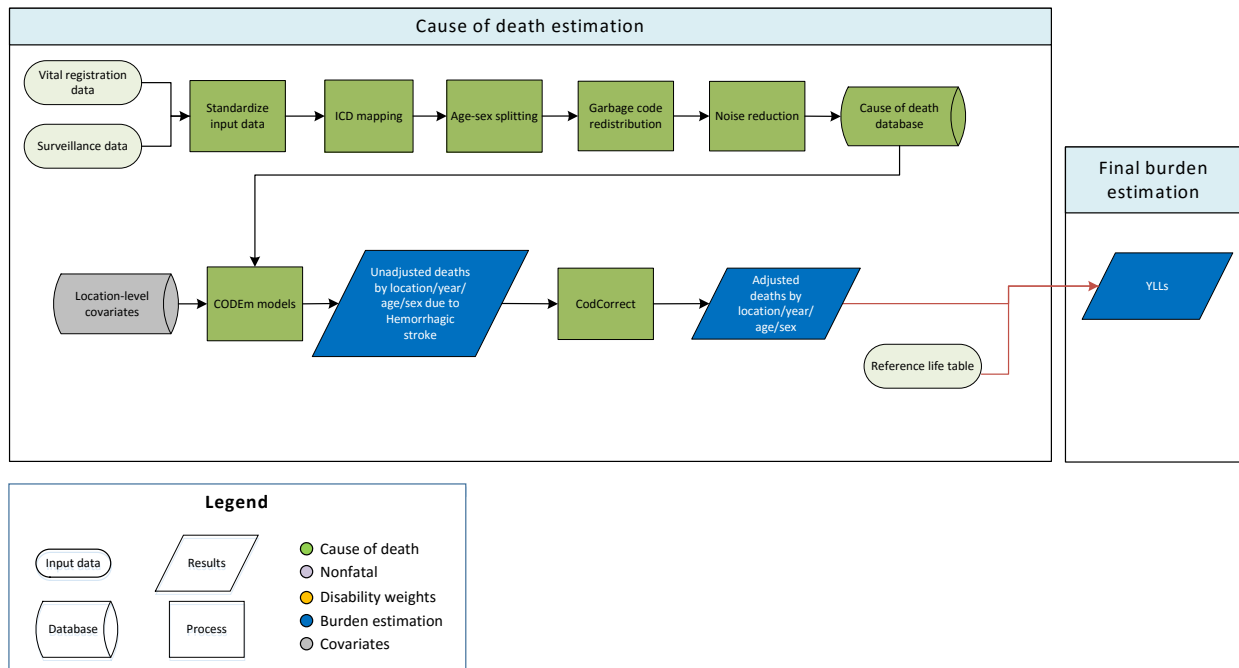 Cause of death estimation
Vital registration
data
Surveillance data
Standardize
input data
ICD mapping
Age-sex splitting
Garbage code
redistribution
Noise reduction
Cause of death
database
Final burden
estimation
Location-level
covariates
CODEm models
Unadjusted deaths
by location/year/
age/sex due to
Hemorrhagic
stroke
CodCorrect
Adjusted
deaths by
location/year/
age/sex
YLLs
Reference life table
Legend
Input data
Results
Database
Process
Cause of death
Nonfatal
Disability weights
Burden estimation
Covariates